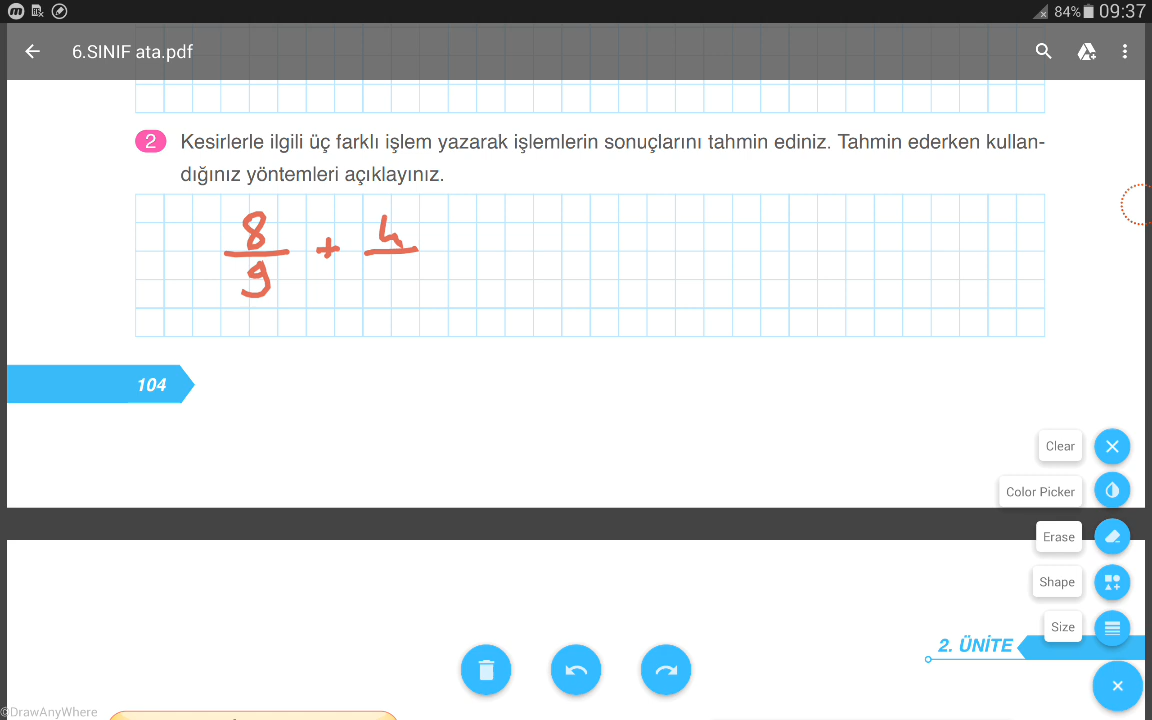 84% 09:37
6.SINIF ata.pdf
2 Kesirlerle ilgili üç farklı işlem yazarak işlemlerin sonuçlarını tahmin ediniz. Tahmin ederken kullan-
dığınız yöntemleri açıklayınız.
8 4
+
9
104
Clear
Color Picker
Erase
Shape
Size
2. ÜNİTE
©DrawAnyWhere